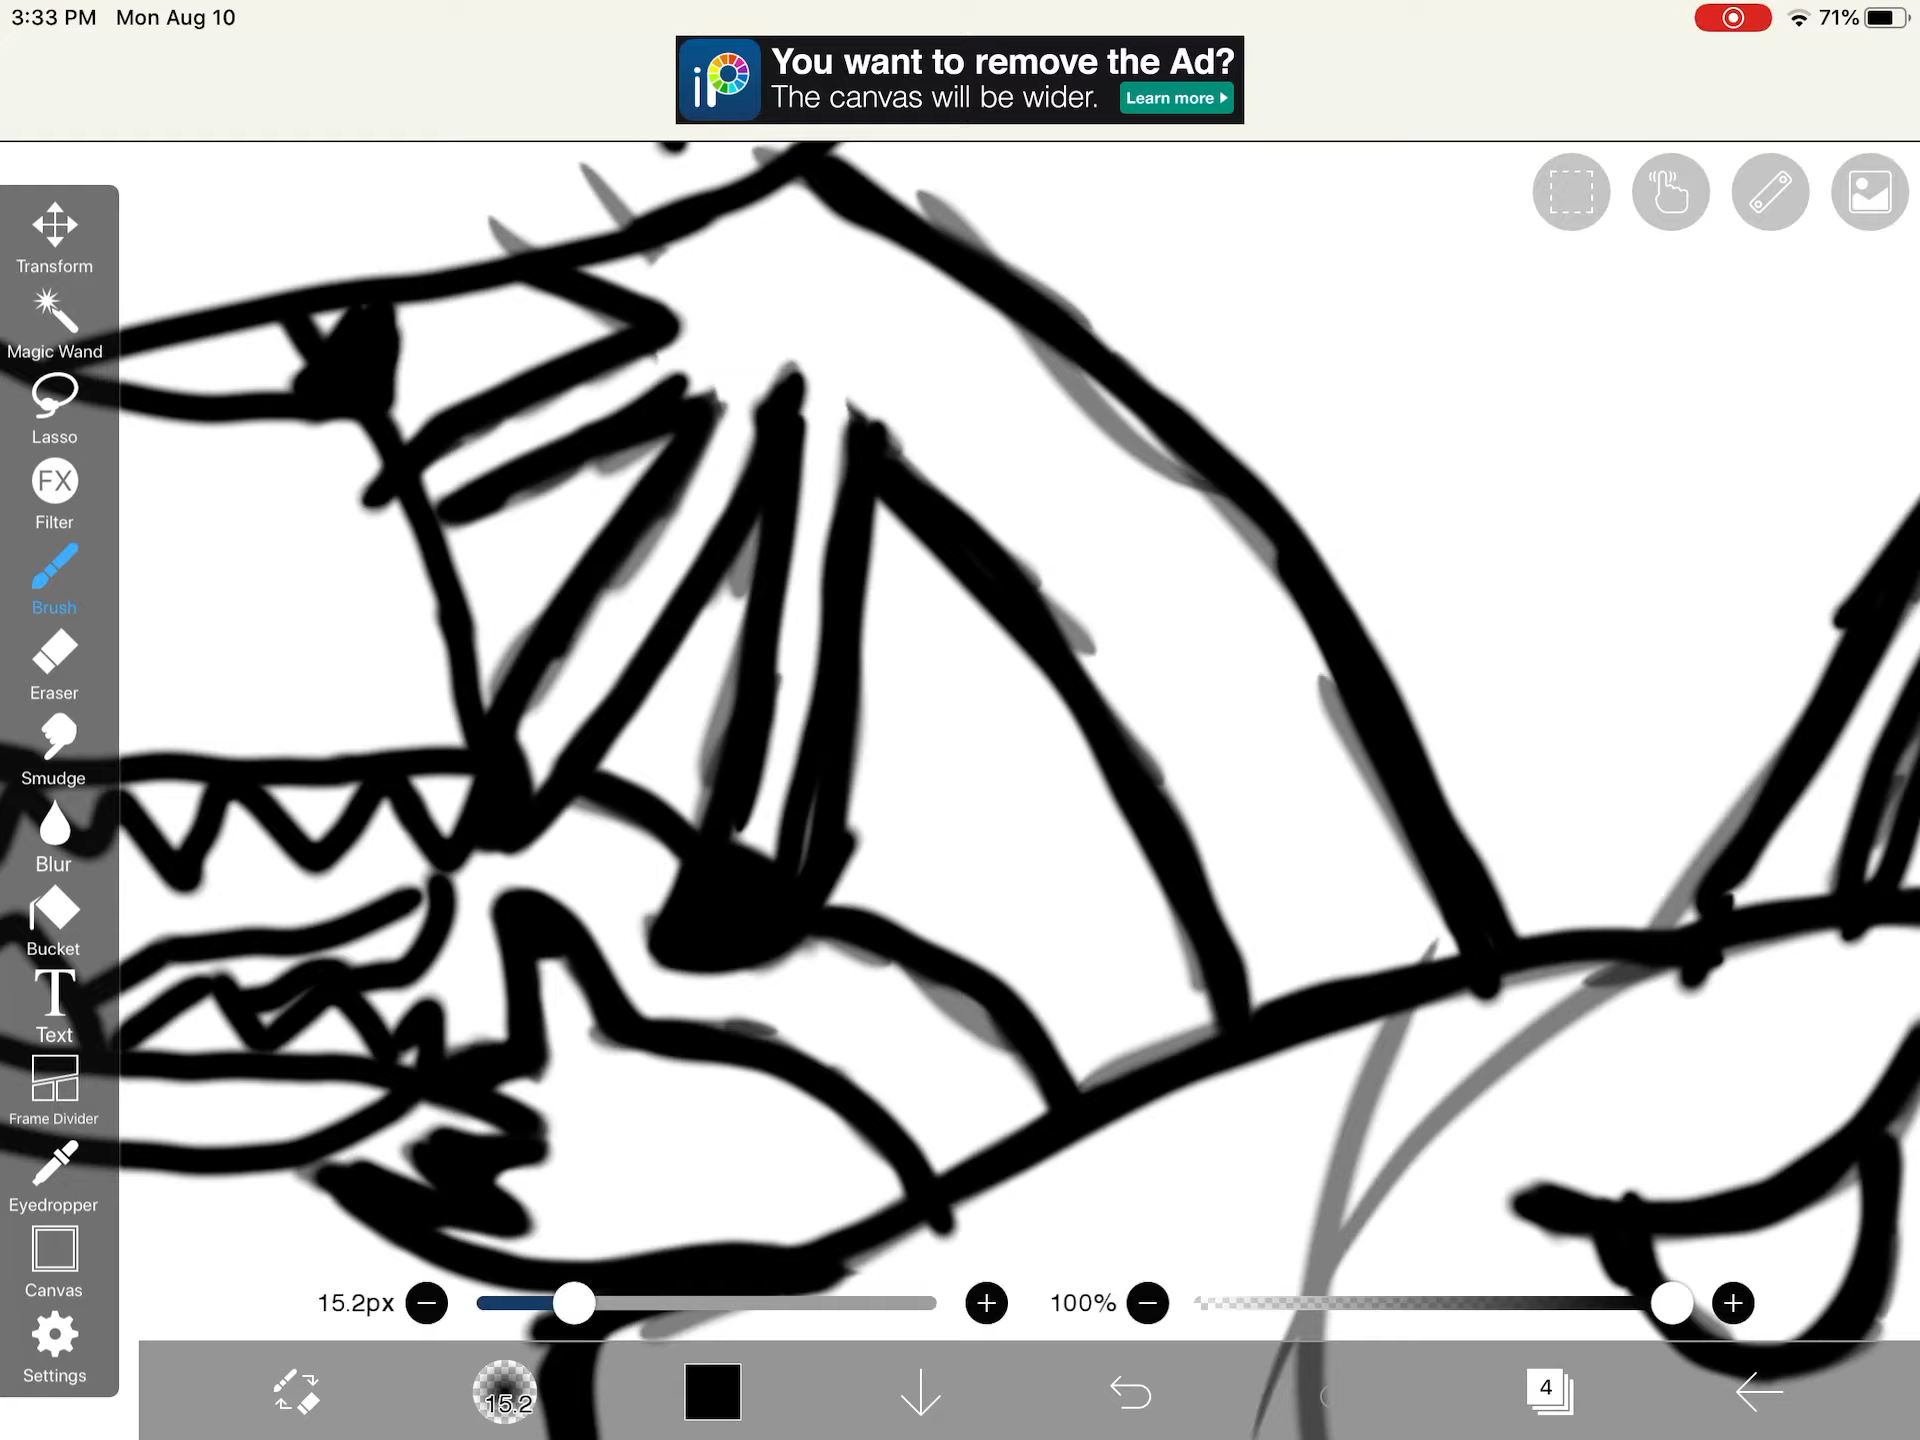 3:33 PM Mon Aug 10
71%
iP
You want to remove the Ad?
The canvas will be wider.
Learn more
Transform
Magic Wand
Lasso
FX
Filter
Brush
Eraser
Smudge
Blur
Bucket
T
Text
Frame Divider
Eyedropper
Canvas
Settings
15.2px
100%
15.2
4